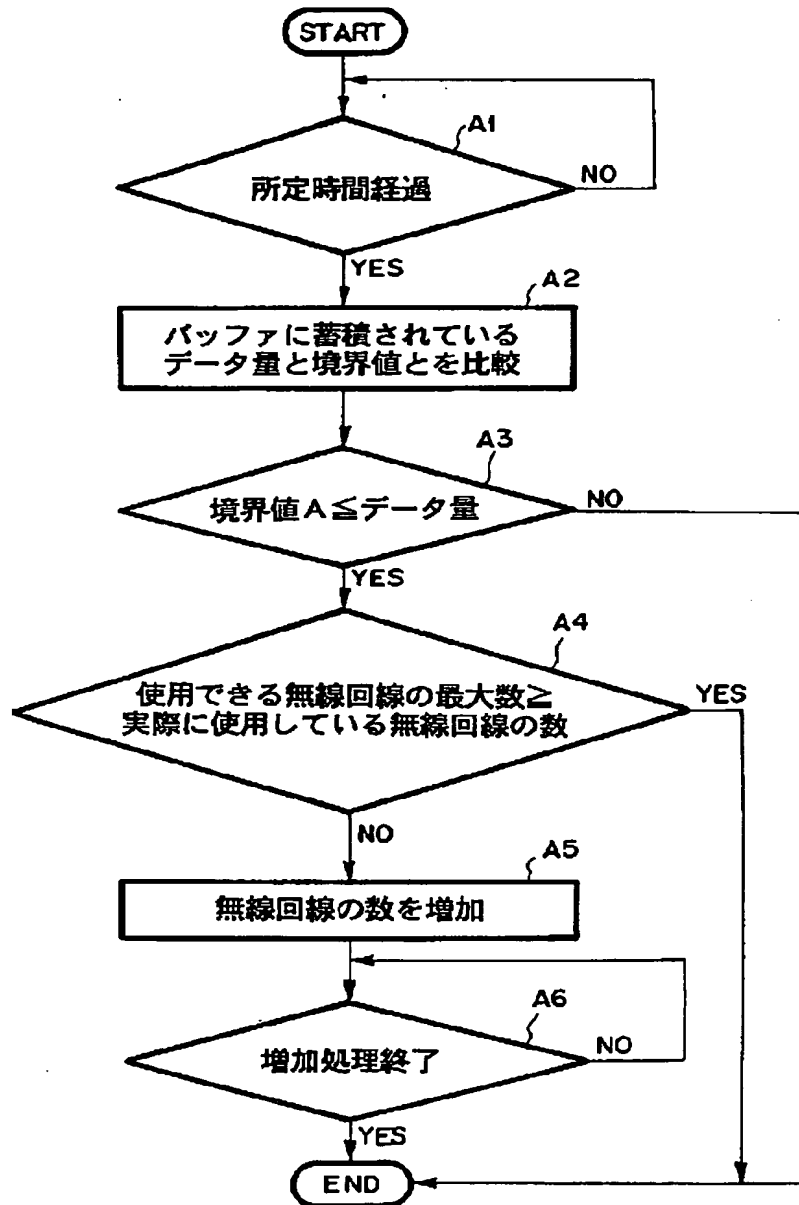 START
A1
所定時間経過
NO
YES
A2
バッファに蓄積されている
データ量と境界値とを比較
A3
境界値A≦データ量
NO
YES
A4
使用できる無線回線の最大数≧
実際に使用している無線回線の数
YES
NO
A5
無線回線の数を増加
A6
増加処理終了
NO
YES
END